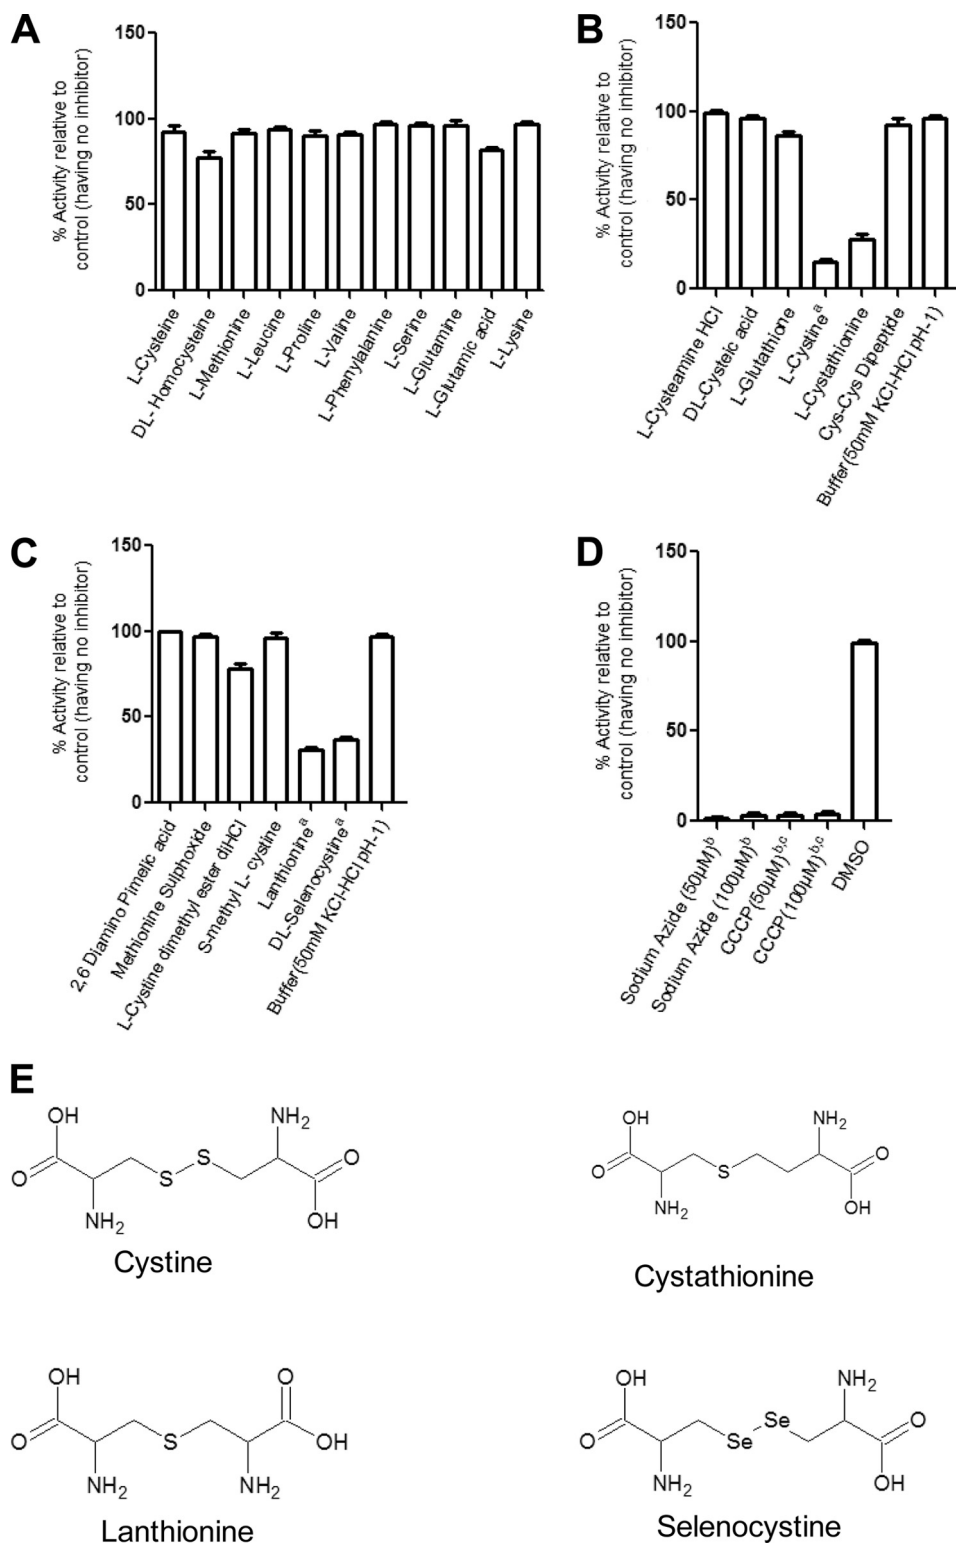 A
% Activity relative to
control (having no inhibitor)
150
100
50
0
L-Cysteine
DL- Homocysteine
L-Methionine
L-Leucine
L-Proline
L-Valine
L-Phenylalanine
L-Serine
L-Glutamine
L-Glutamic acid
L-Lysine
B
% Activity relative to
control (having no inhibitor)
150
100
50
0
L-Cysteamine HCl
DL-Cysteic acid
L-Glutathione
L-Cystineᵃ
L-Cystathionine
Cys-Cys Dipeptide
Buffer(50mM KCl-HCl pH-1)
C
% Activity relative to
control (having no inhibitor)
150
100
50
0
2,6 Diamino Pimelic acid
Methionine Sulphoxide
L-Cystine dimethyl ester diHCl
S-methyl L- cystine
Lanthionineᵃ
DL-Selenocystineᵃ
Buffer(50mM KCl-HCl pH-1)
D
% Activity relative to
control (having no inhibitor)
150
100
50
0
Sodium Azide (50µM)ᵇ
Sodium Azide (100µM)ᵇ
CCCP(50µM)ᵇ·ᶜ
CCCP(100µM)ᵇ·ᶜ
DMSO
E
OH
NH₂
O
S
S
O
NH₂
OH
Cystine
OH
NH₂
O
S
O
NH₂
OH
Cystathionine
OH
O
O
S
OH
NH₂
NH₂
Lanthionine
OH
NH₂
O
Se
Se
O
NH₂
OH
Selenocystine